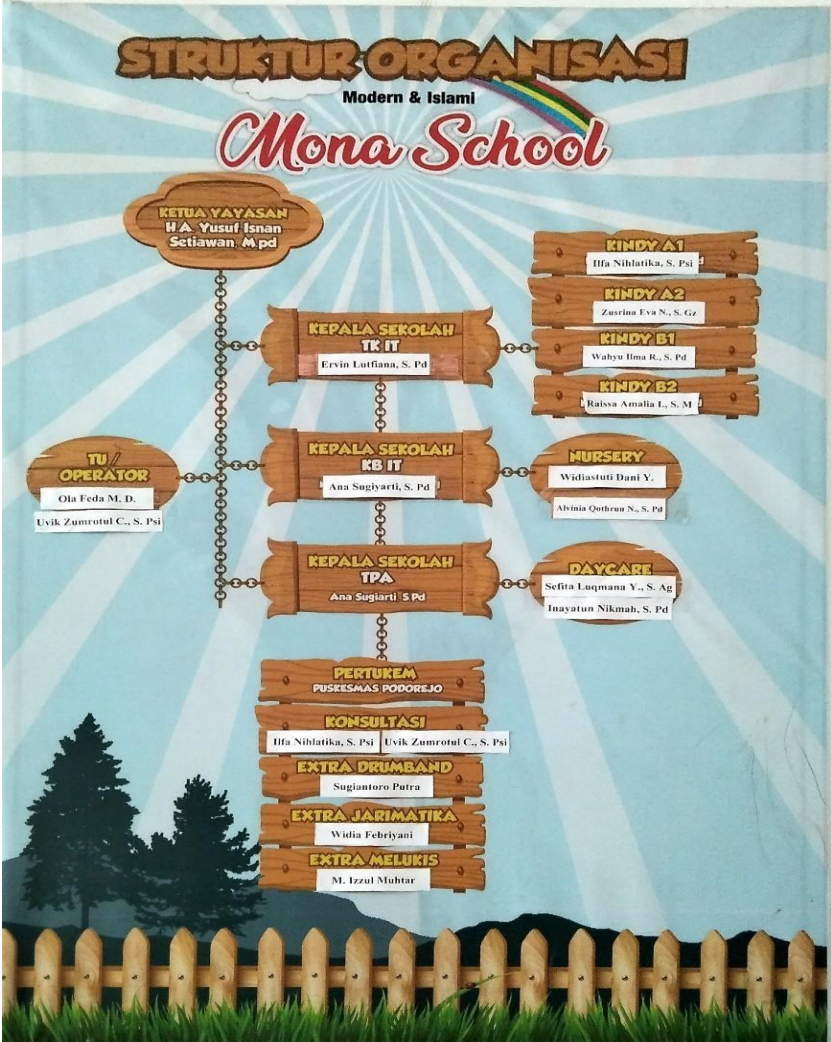 STRUKTUR ORGANISASI
Modern & Islami
Mona School
KETUA YAYASAN
H.A. Yusuf Isnan
Setiawan, M.pd
KEPALA SEKOLAH
TK IT
Ervin Lutfiana, S. Pd
KINDY A1
Ilfa Nihlatika, S. Psi
KINDY A2
Zusrina Eva N., S. Gz
KINDY B1
Wahyu Ilma R., S. Pd
KINDY B2
Raissa Amalia I., S. M
TU /
OPERATOR
Ola Feda M. D.
Uvik Zumrotul C., S. Psi
KEPALA SEKOLAH
KB IT
Ana Sugiyarti, S. Pd
NURSERY
Widiastuti Dani Y.
Alvinia Qothrun N., S. Pd
KEPALA SEKOLAH
TPA
Ana Sugiarti, S.Pd
DAYCARE
Sefita Luqmana Y., S. Ag
Inayatun Nikmah, S. Pd
PERTUKEM
PUSKESMAS PODOREJO
KONSULTASI
Ilfa Nihlatika, S. Psi Uvik Zumrotul C., S. Psi
EXTRA DRUMBAND
Sugiantoro Putra
EXTRA JARIMATIKA
Widia Febriyani
EXTRA MELUKIS
M. Izzul Muhtar